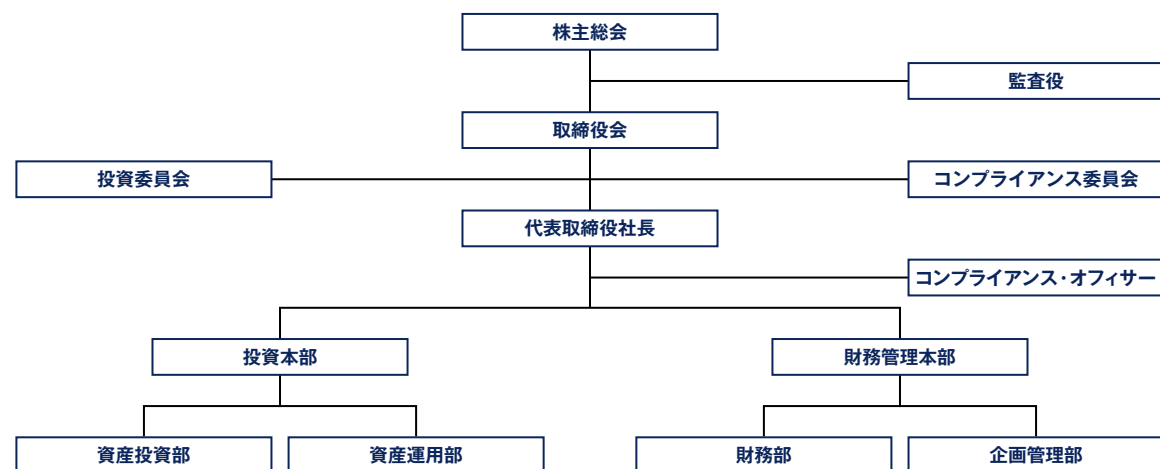 株主総会
監査役
取締役会
投資委員会
コンプライアンス委員会
代表取締役社長
コンプライアンス・オフィサー
投資本部
財務管理本部
資産投資部
資産運用部
財務部
企画管理部